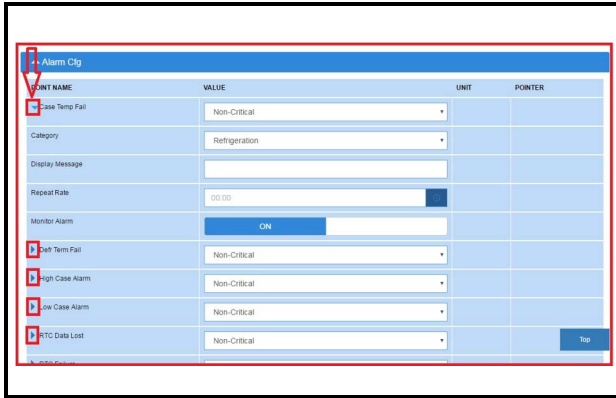 Alarm Cfg
POINT NAME VALUE UNIT POINTER
Case Temp Fail Non-Critical
Category Refrigeration
Display Message
Repeat Rate 00:00
Monitor Alarm ON
Defr Term Fail Non-Critical
High Case Alarm Non-Critical
Low Case Alarm Non-Critical
RTC Data Lost Non-Critical Top